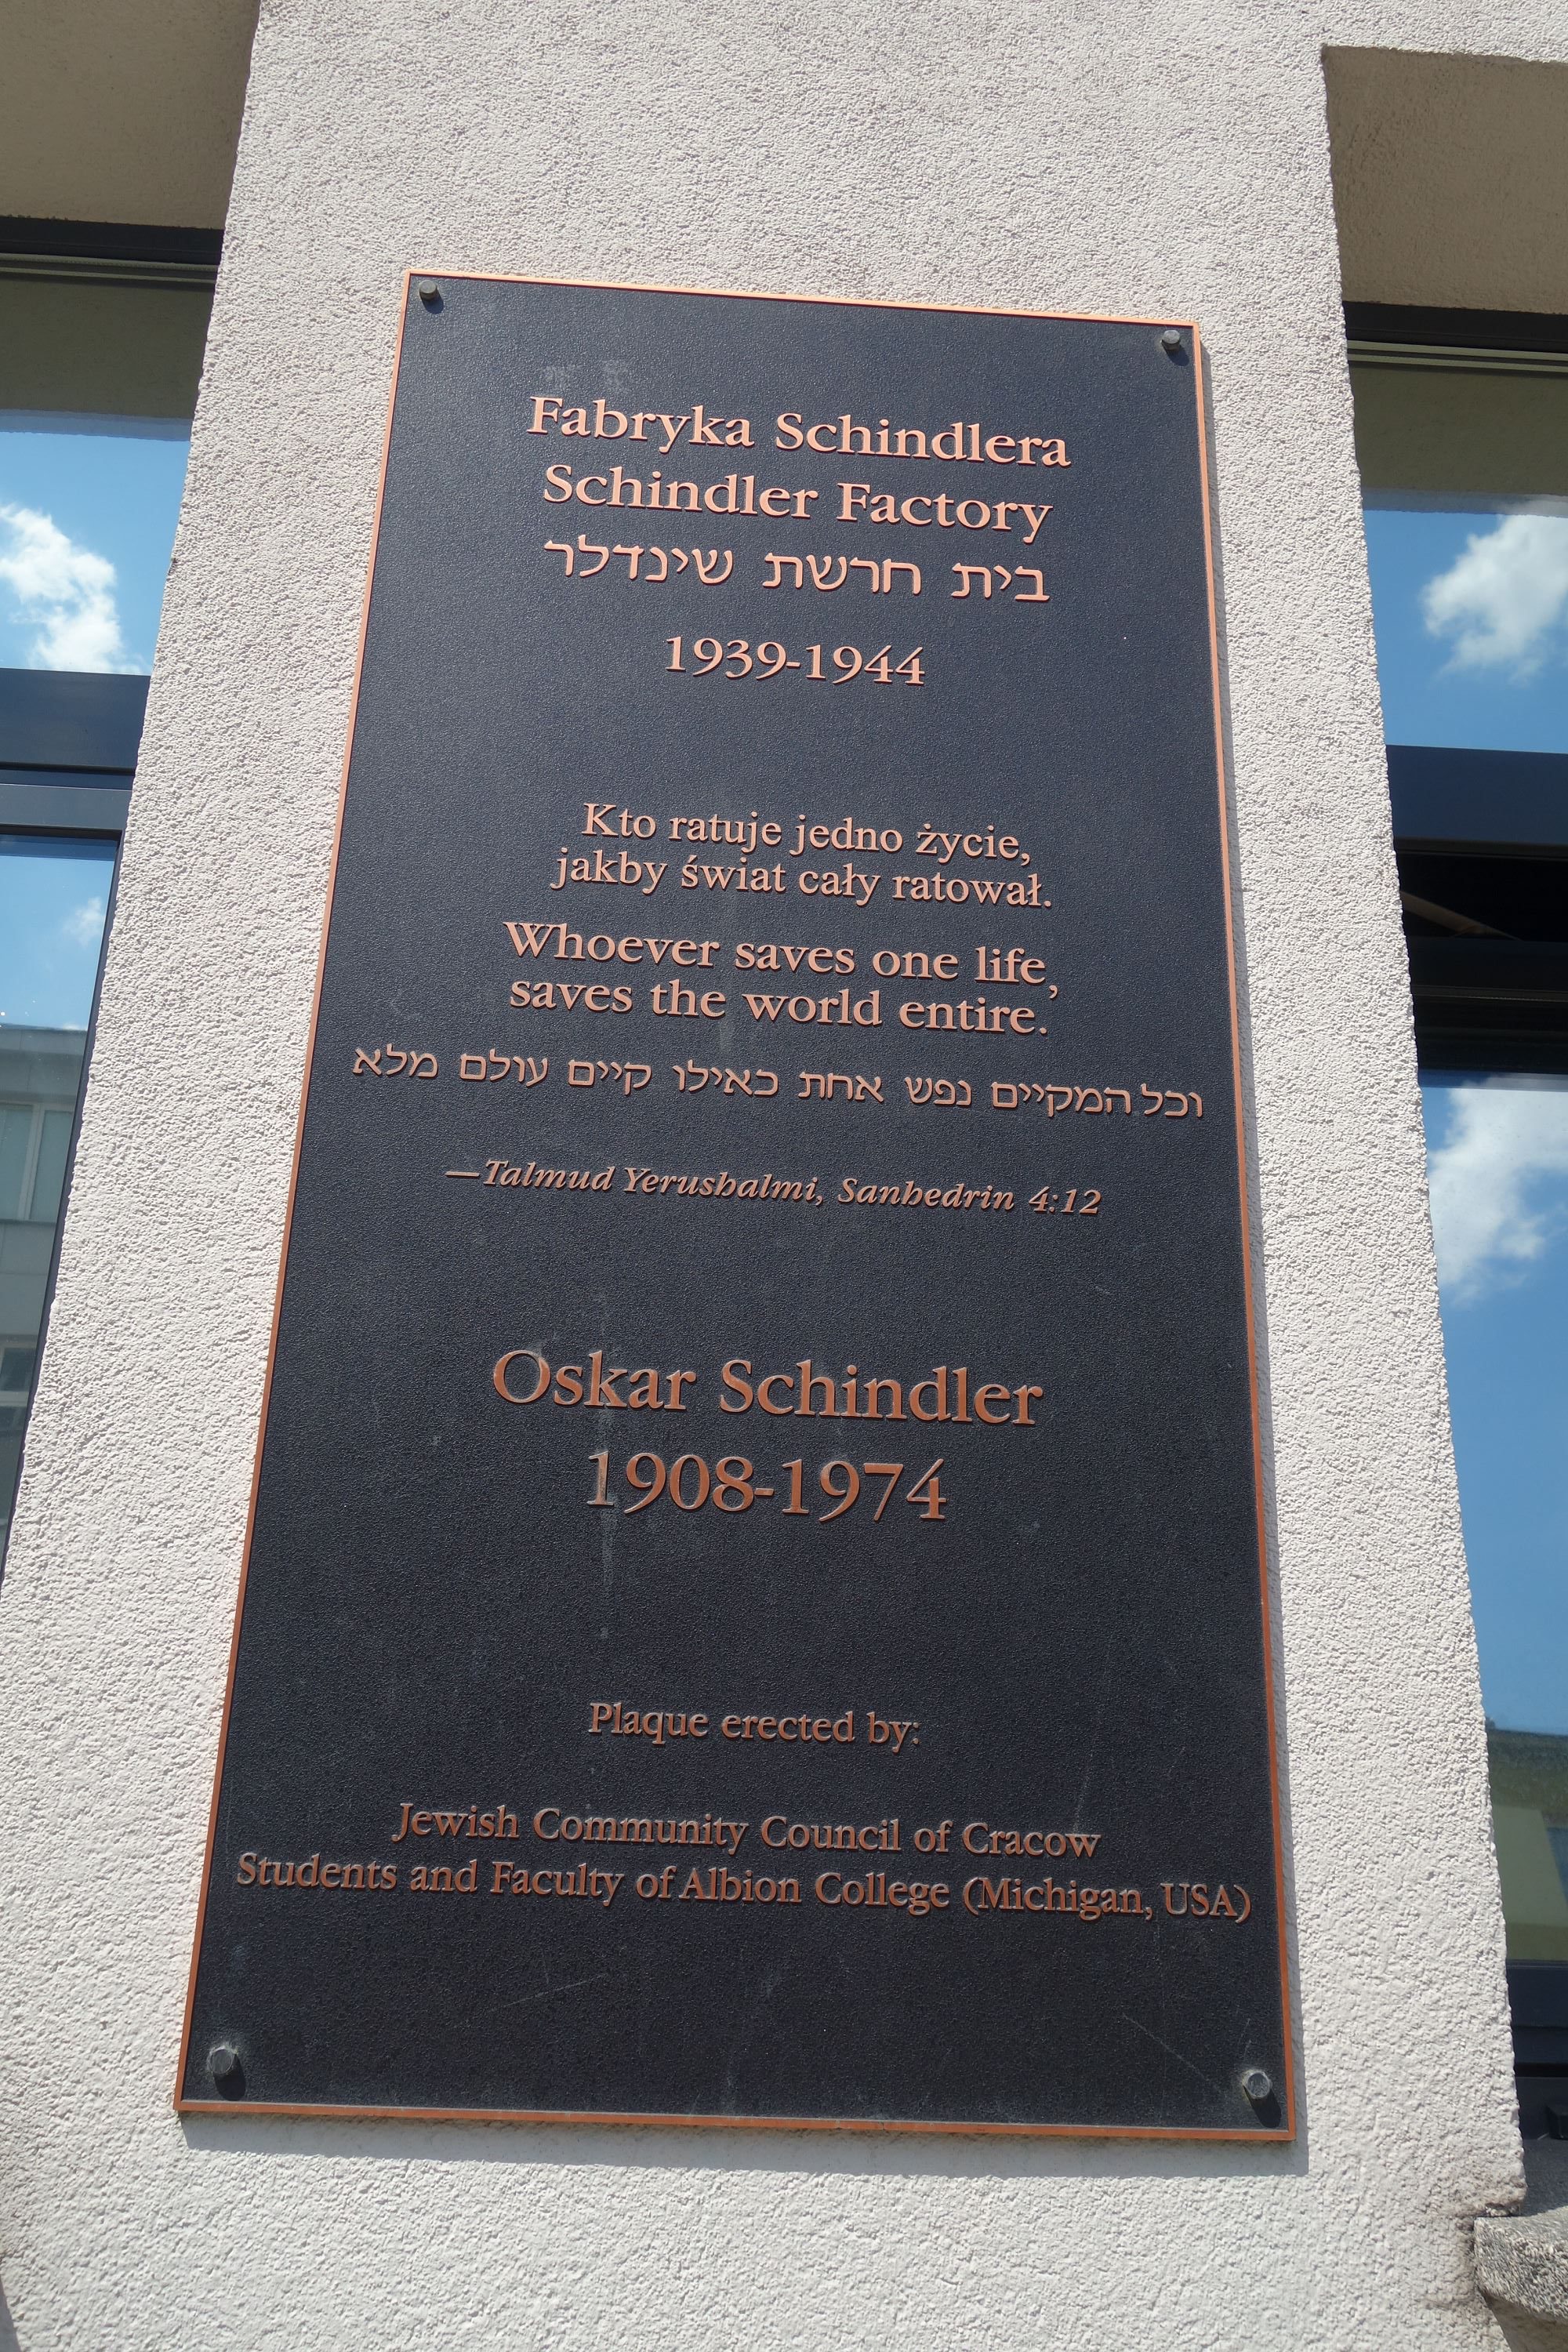 Fabryka Schindlera
Schindler Factory
בית חרשת שינדלר
1939-1944
Kto ratuje jedno życie,
jakby świat cały ratował.
Whoever saves one life,
saves the world entire.
וכל המקיים נפש אחת כאילו קיים עולם מלא
—Talmud Yerushalmi, Sanhedrin 4:12
Oskar Schindler
1908-1974
Plaque erected by:
Jewish Community Council of Cracow
Students and Faculty of Albion College (Michigan, USA)